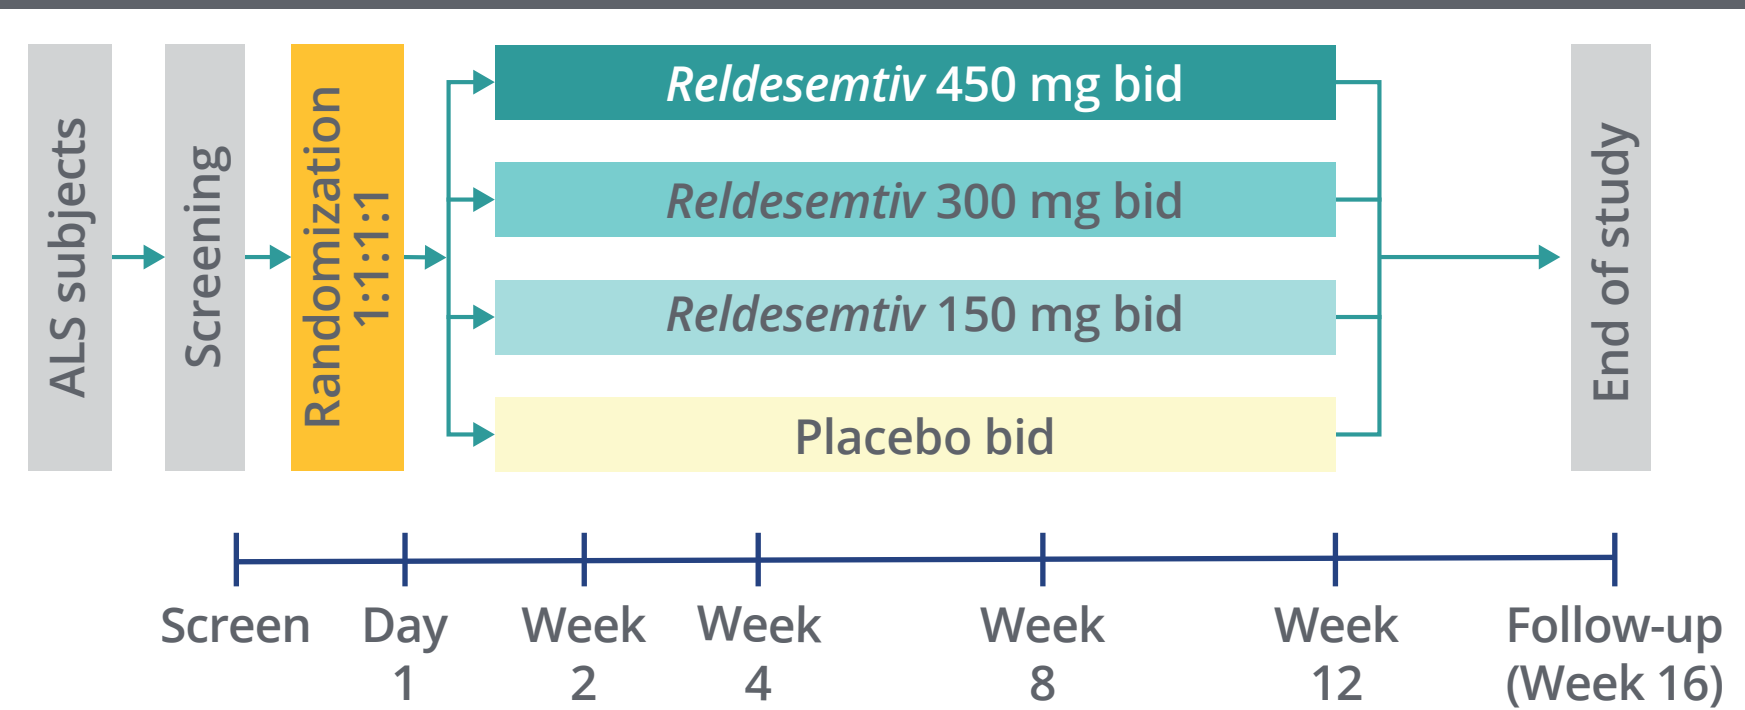 ALS subjects
Screening
Randomization
1:1:1:1
Reldesemtiv 450 mg bid
Reldesemtiv 300 mg bid
Reldesemtiv 150 mg bid
Placebo bid
End of study
Screen
Day
1
Week
2
Week
4
Week
8
Week
12
Follow-up
(Week 16)